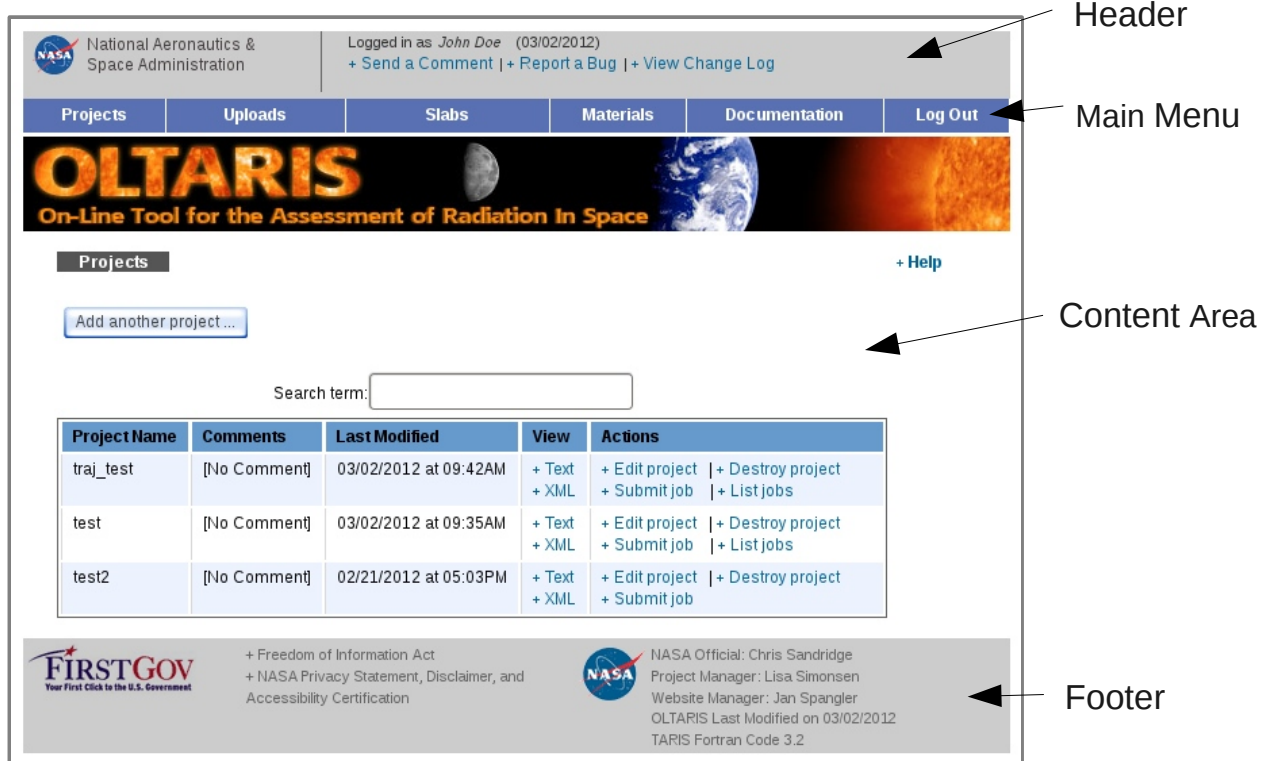 Header
National Aeronautics &
Space Administration
Logged in as John Doe (03/02/2012)
+ Send a Comment | + Report a Bug | + View Change Log
Projects Uploads Slabs Materials Documentation Log Out
Main Menu
OLTARIS
On-Line Tool for the Assessment of Radiation In Space
Projects
+ Help
Add another project ...
Content Area
Search term:
Project Name Comments Last Modified View Actions
traj_test [No Comment] 03/02/2012 at 09:42AM + Text + Edit project | + Destroy project
+ XML + Submit job | + List jobs
test [No Comment] 03/02/2012 at 09:35AM + Text + Edit project | + Destroy project
+ XML + Submit job | + List jobs
test2 [No Comment] 02/21/2012 at 05:03PM + Text + Edit project | + Destroy project
+ XML + Submit job
FIRSTGOV
Your First Click to the U.S. Government
+ Freedom of Information Act
+ NASA Privacy Statement, Disclaimer, and
Accessibility Certification
NASA
NASA Official: Chris Sandridge
Project Manager: Lisa Simonsen
Website Manager: Jan Spangler
OLTARIS Last Modified on 03/02/2012
TARIS Fortran Code 3.2
Footer